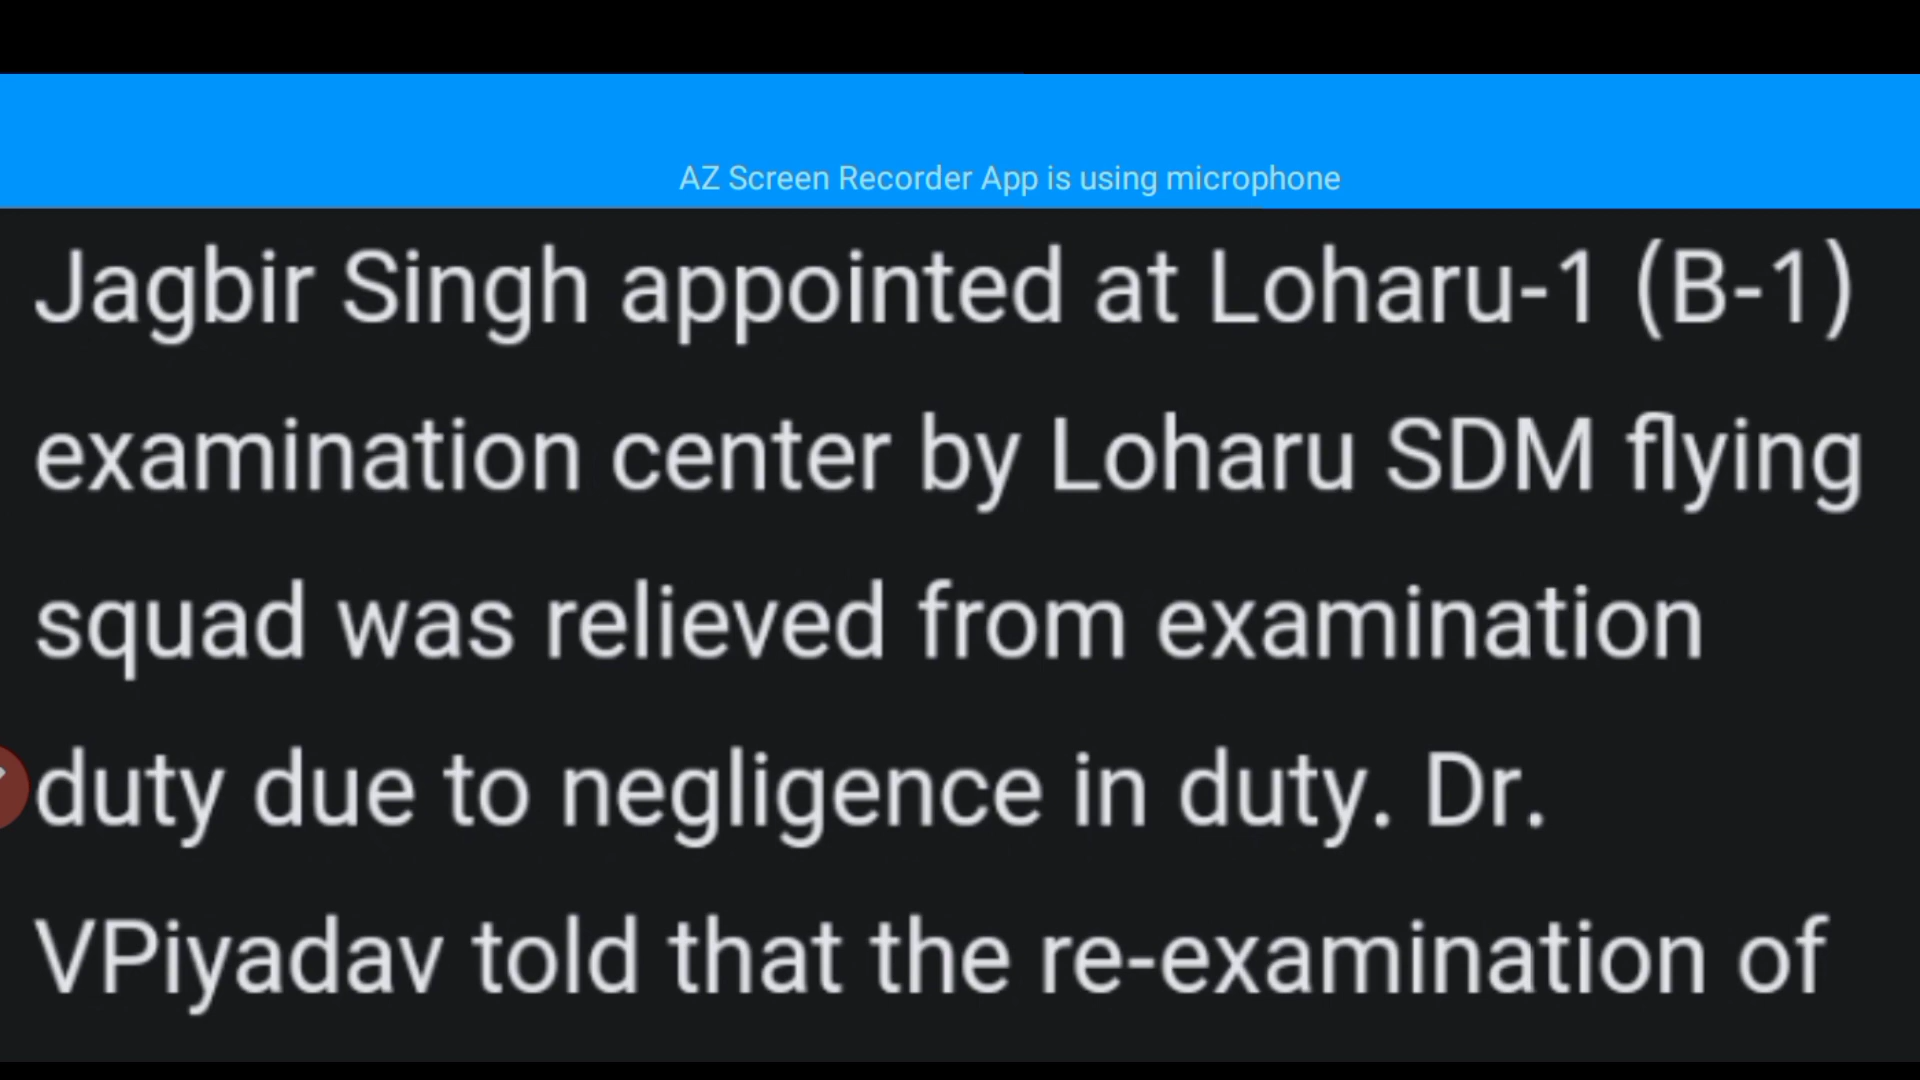 AZ Screen Recorder App is using microphone
Jagbir Singh appointed at Loharu-1 (B-1)
examination center by Loharu SDM flying
squad was relieved from examination
duty due to negligence in duty. Dr.
VPiyadav told that the re-examination of